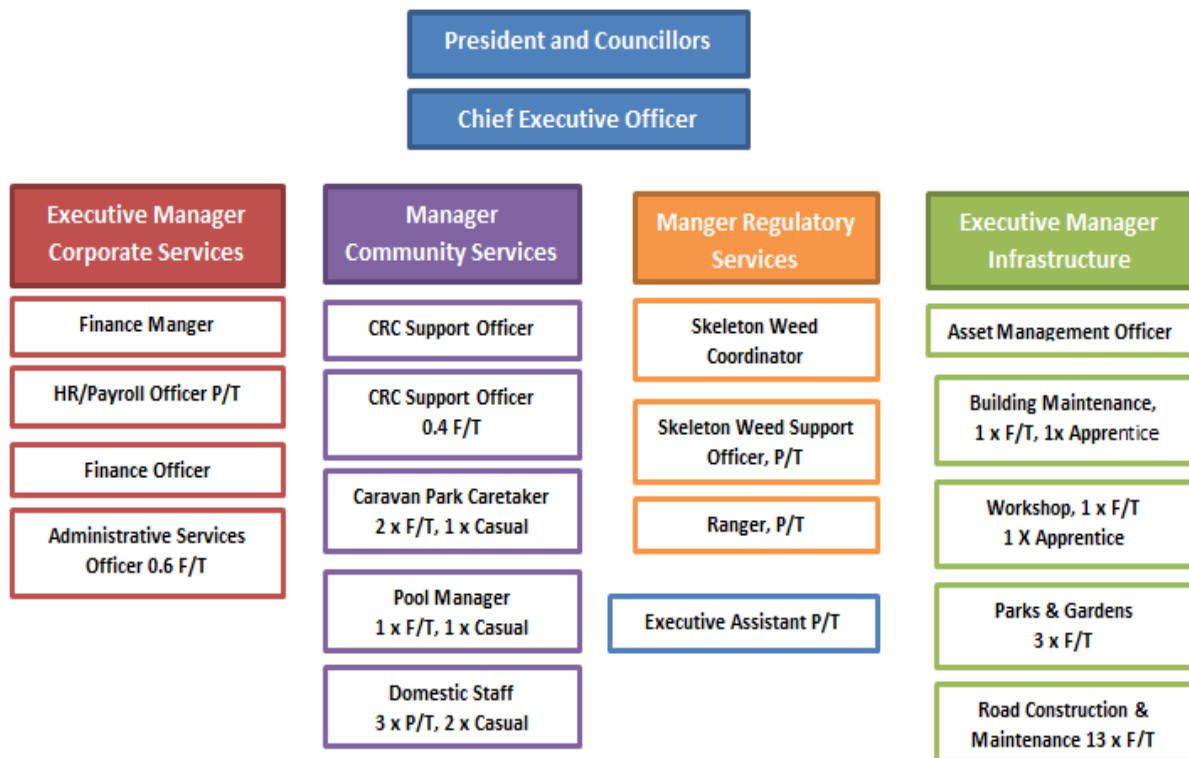 President and Councillors
Chief Executive Officer
Executive Manager
Corporate Services
Finance Manger
HR/Payroll Officer P/T
Finance Officer
Administrative Services
Officer 0.6 F/T
Manager
Community Services
CRC Support Officer
CRC Support Officer
0.4 F/T
Caravan Park Caretaker
2 x F/T, 1 x Casual
Pool Manager
1 x F/T, 1 x Casual
Domestic Staff
3 x P/T, 2 x Casual
Manger Regulatory
Services
Skeleton Weed
Coordinator
Skeleton Weed Support
Officer, P/T
Ranger, P/T
Executive Assistant P/T
Executive Manager
Infrastructure
Asset Management Officer
Building Maintenance,
1 x F/T, 1x Apprentice
Workshop, 1 x F/T
1 X Apprentice
Parks & Gardens
3 x F/T
Road Construction &
Maintenance 13 x F/T